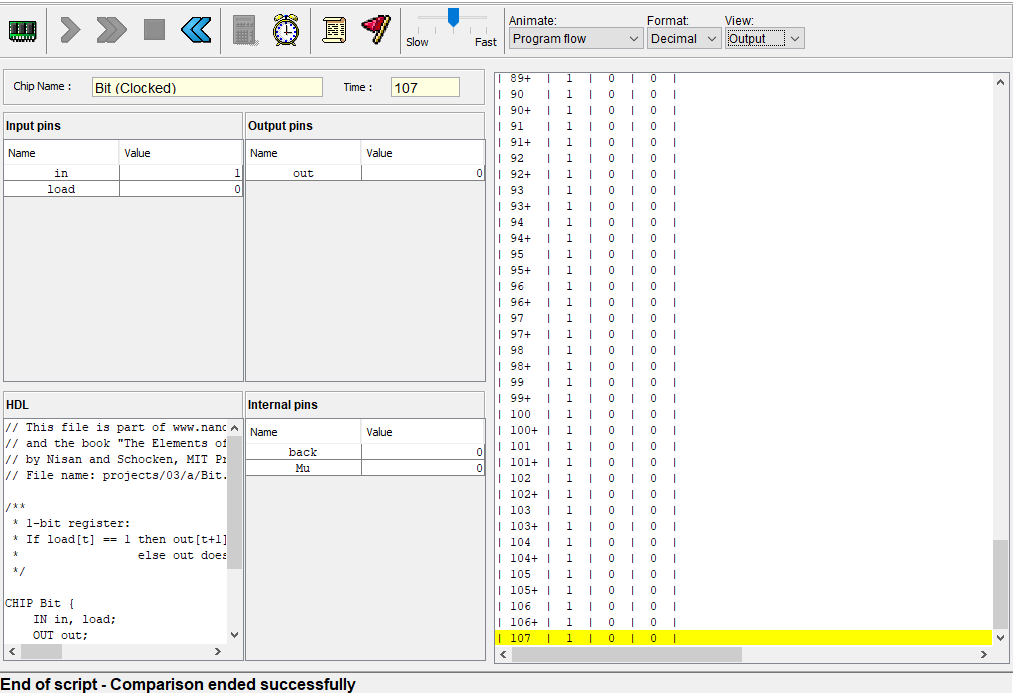 Animate: Format: View:
Slow Fast Program flow Decimal Output
Chip Name : Bit (Clocked) Time : 107
Input pins
Name Value
in 1
load 0
Output pins
Name Value
out 0
HDL
// This file is part of www.nand
// and the book "The Elements of
// by Nisan and Schocken, MIT Pr
// File name: projects/03/a/Bit.
/**
* 1-bit register:
* If load[t] == 1 then out[t+1]
* else out does
*/
CHIP Bit {
IN in, load;
OUT out;
Internal pins
Name Value
back 0
Mu 0
| 89+ | 1 | 0 | 0 |
| 90 | 1 | 0 | 0 |
| 90+ | 1 | 0 | 0 |
| 91 | 1 | 0 | 0 |
| 91+ | 1 | 0 | 0 |
| 92 | 1 | 0 | 0 |
| 92+ | 1 | 0 | 0 |
| 93 | 1 | 0 | 0 |
| 93+ | 1 | 0 | 0 |
| 94 | 1 | 0 | 0 |
| 94+ | 1 | 0 | 0 |
| 95 | 1 | 0 | 0 |
| 95+ | 1 | 0 | 0 |
| 96 | 1 | 0 | 0 |
| 96+ | 1 | 0 | 0 |
| 97 | 1 | 0 | 0 |
| 97+ | 1 | 0 | 0 |
| 98 | 1 | 0 | 0 |
| 98+ | 1 | 0 | 0 |
| 99 | 1 | 0 | 0 |
| 99+ | 1 | 0 | 0 |
| 100 | 1 | 0 | 0 |
| 100+ | 1 | 0 | 0 |
| 101 | 1 | 0 | 0 |
| 101+ | 1 | 0 | 0 |
| 102 | 1 | 0 | 0 |
| 102+ | 1 | 0 | 0 |
| 103 | 1 | 0 | 0 |
| 103+ | 1 | 0 | 0 |
| 104 | 1 | 0 | 0 |
| 104+ | 1 | 0 | 0 |
| 105 | 1 | 0 | 0 |
| 105+ | 1 | 0 | 0 |
| 106 | 1 | 0 | 0 |
| 106+ | 1 | 0 | 0 |
| 107 | 1 | 0 | 0 |
End of script - Comparison ended successfully